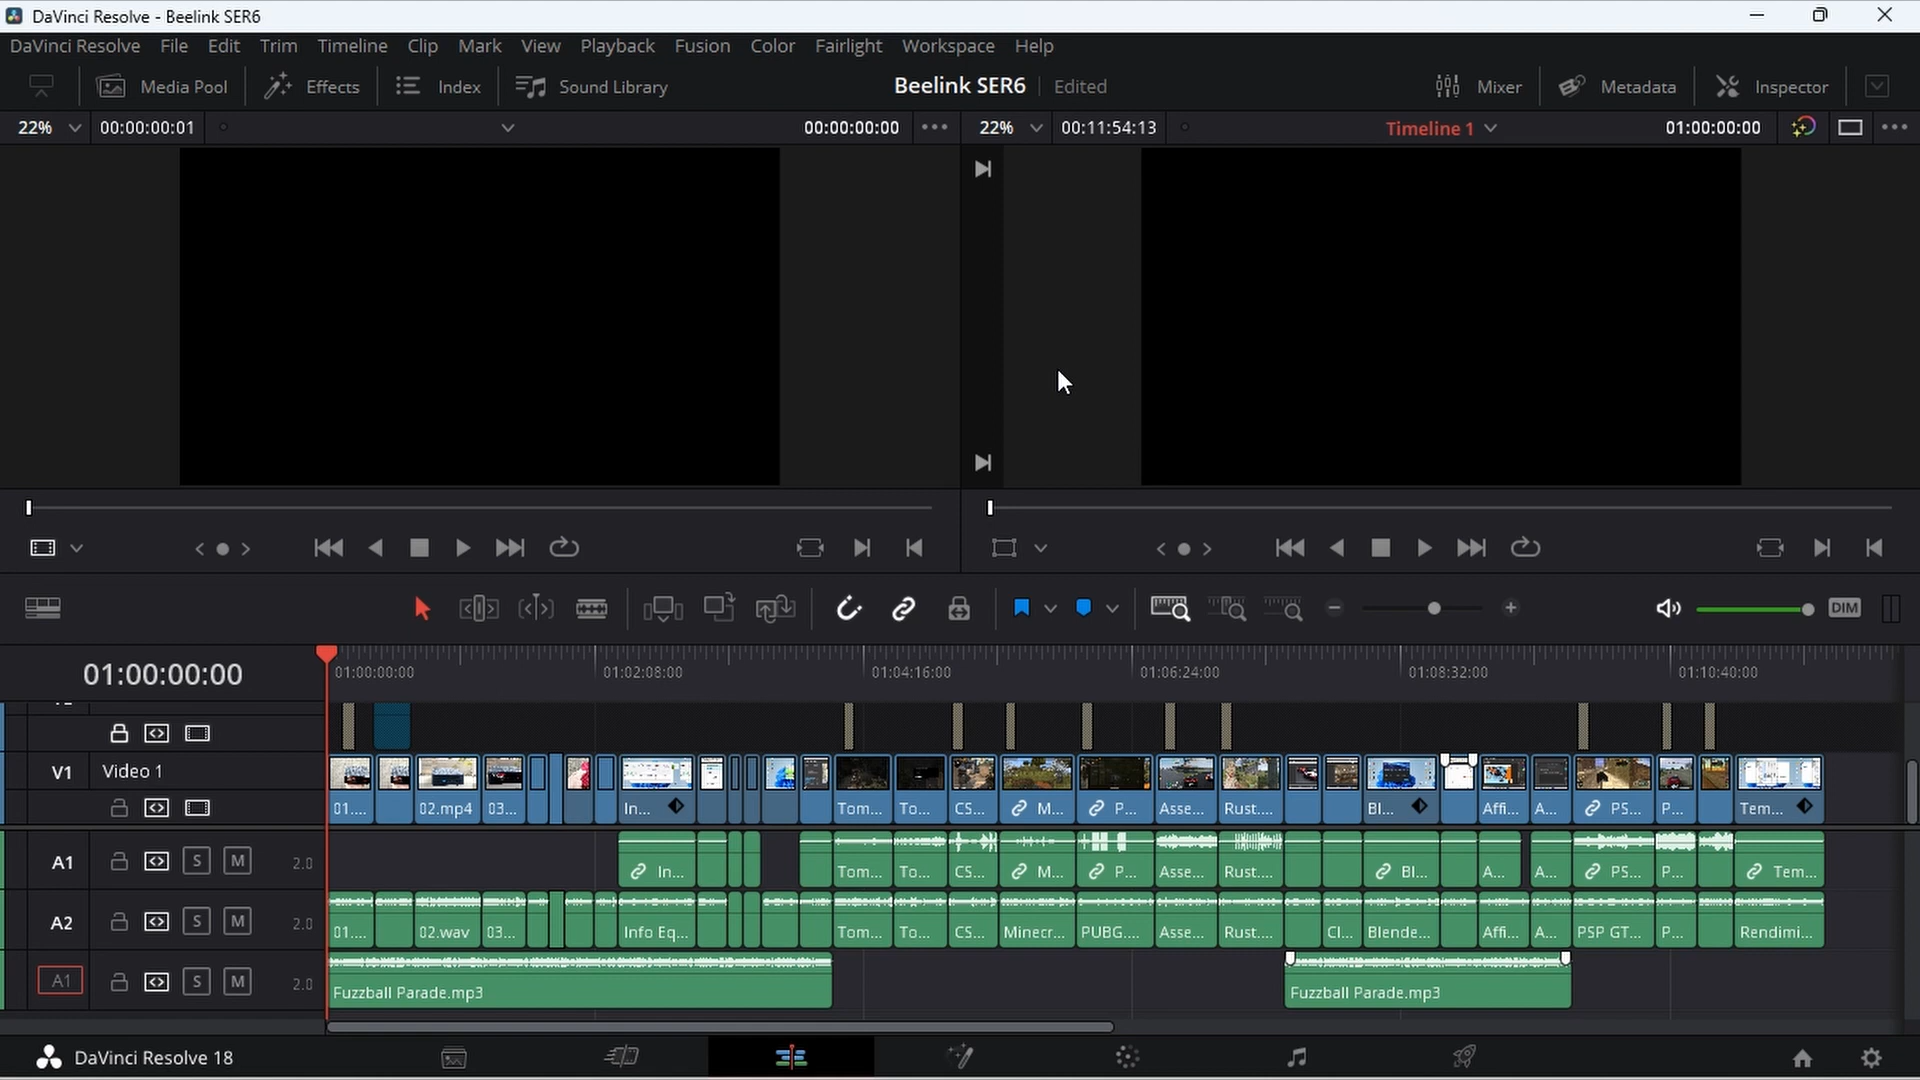 DaVinci Resolve - Beelink SER6
DaVinci Resolve File Edit Trim Timeline Clip Mark View Playback Fusion Color Fairlight Workspace Help
Media Pool Effects Index Sound Library Beelink SER6 Edited Mixer Metadata Inspector
22% 00:00:00:01 00:00:00:00 22% 00:11:54:13 Timeline 1 01:00:00:00
DIM
01:00:00:00 01:00:00:00 01:02:08:00 01:04:16:00 01:06:24:00 01:08:32:00 01:10:40:00
V1 Video 1
01.... 02.mp4 03... In... Tom... To... CS... M... P... Asse... Rust.... Bl... Affi... A... PS... P... Tem...
A1 S M 2.0 In... Tom... To... CS... M... P... Asse... Rust.... Bl... A... A... PS... P... Tem...
A2 S M 2.0 01.... 02.wav 03... Info Eq... Tom... To... CS... Minecr... PUBG.... Asse... Rust.... Cl... Blende... Affi... A... PSP GT... P... Rendimi...
A1 S M 2.0 Fuzzball Parade.mp3 Fuzzball Parade.mp3
DaVinci Resolve 18